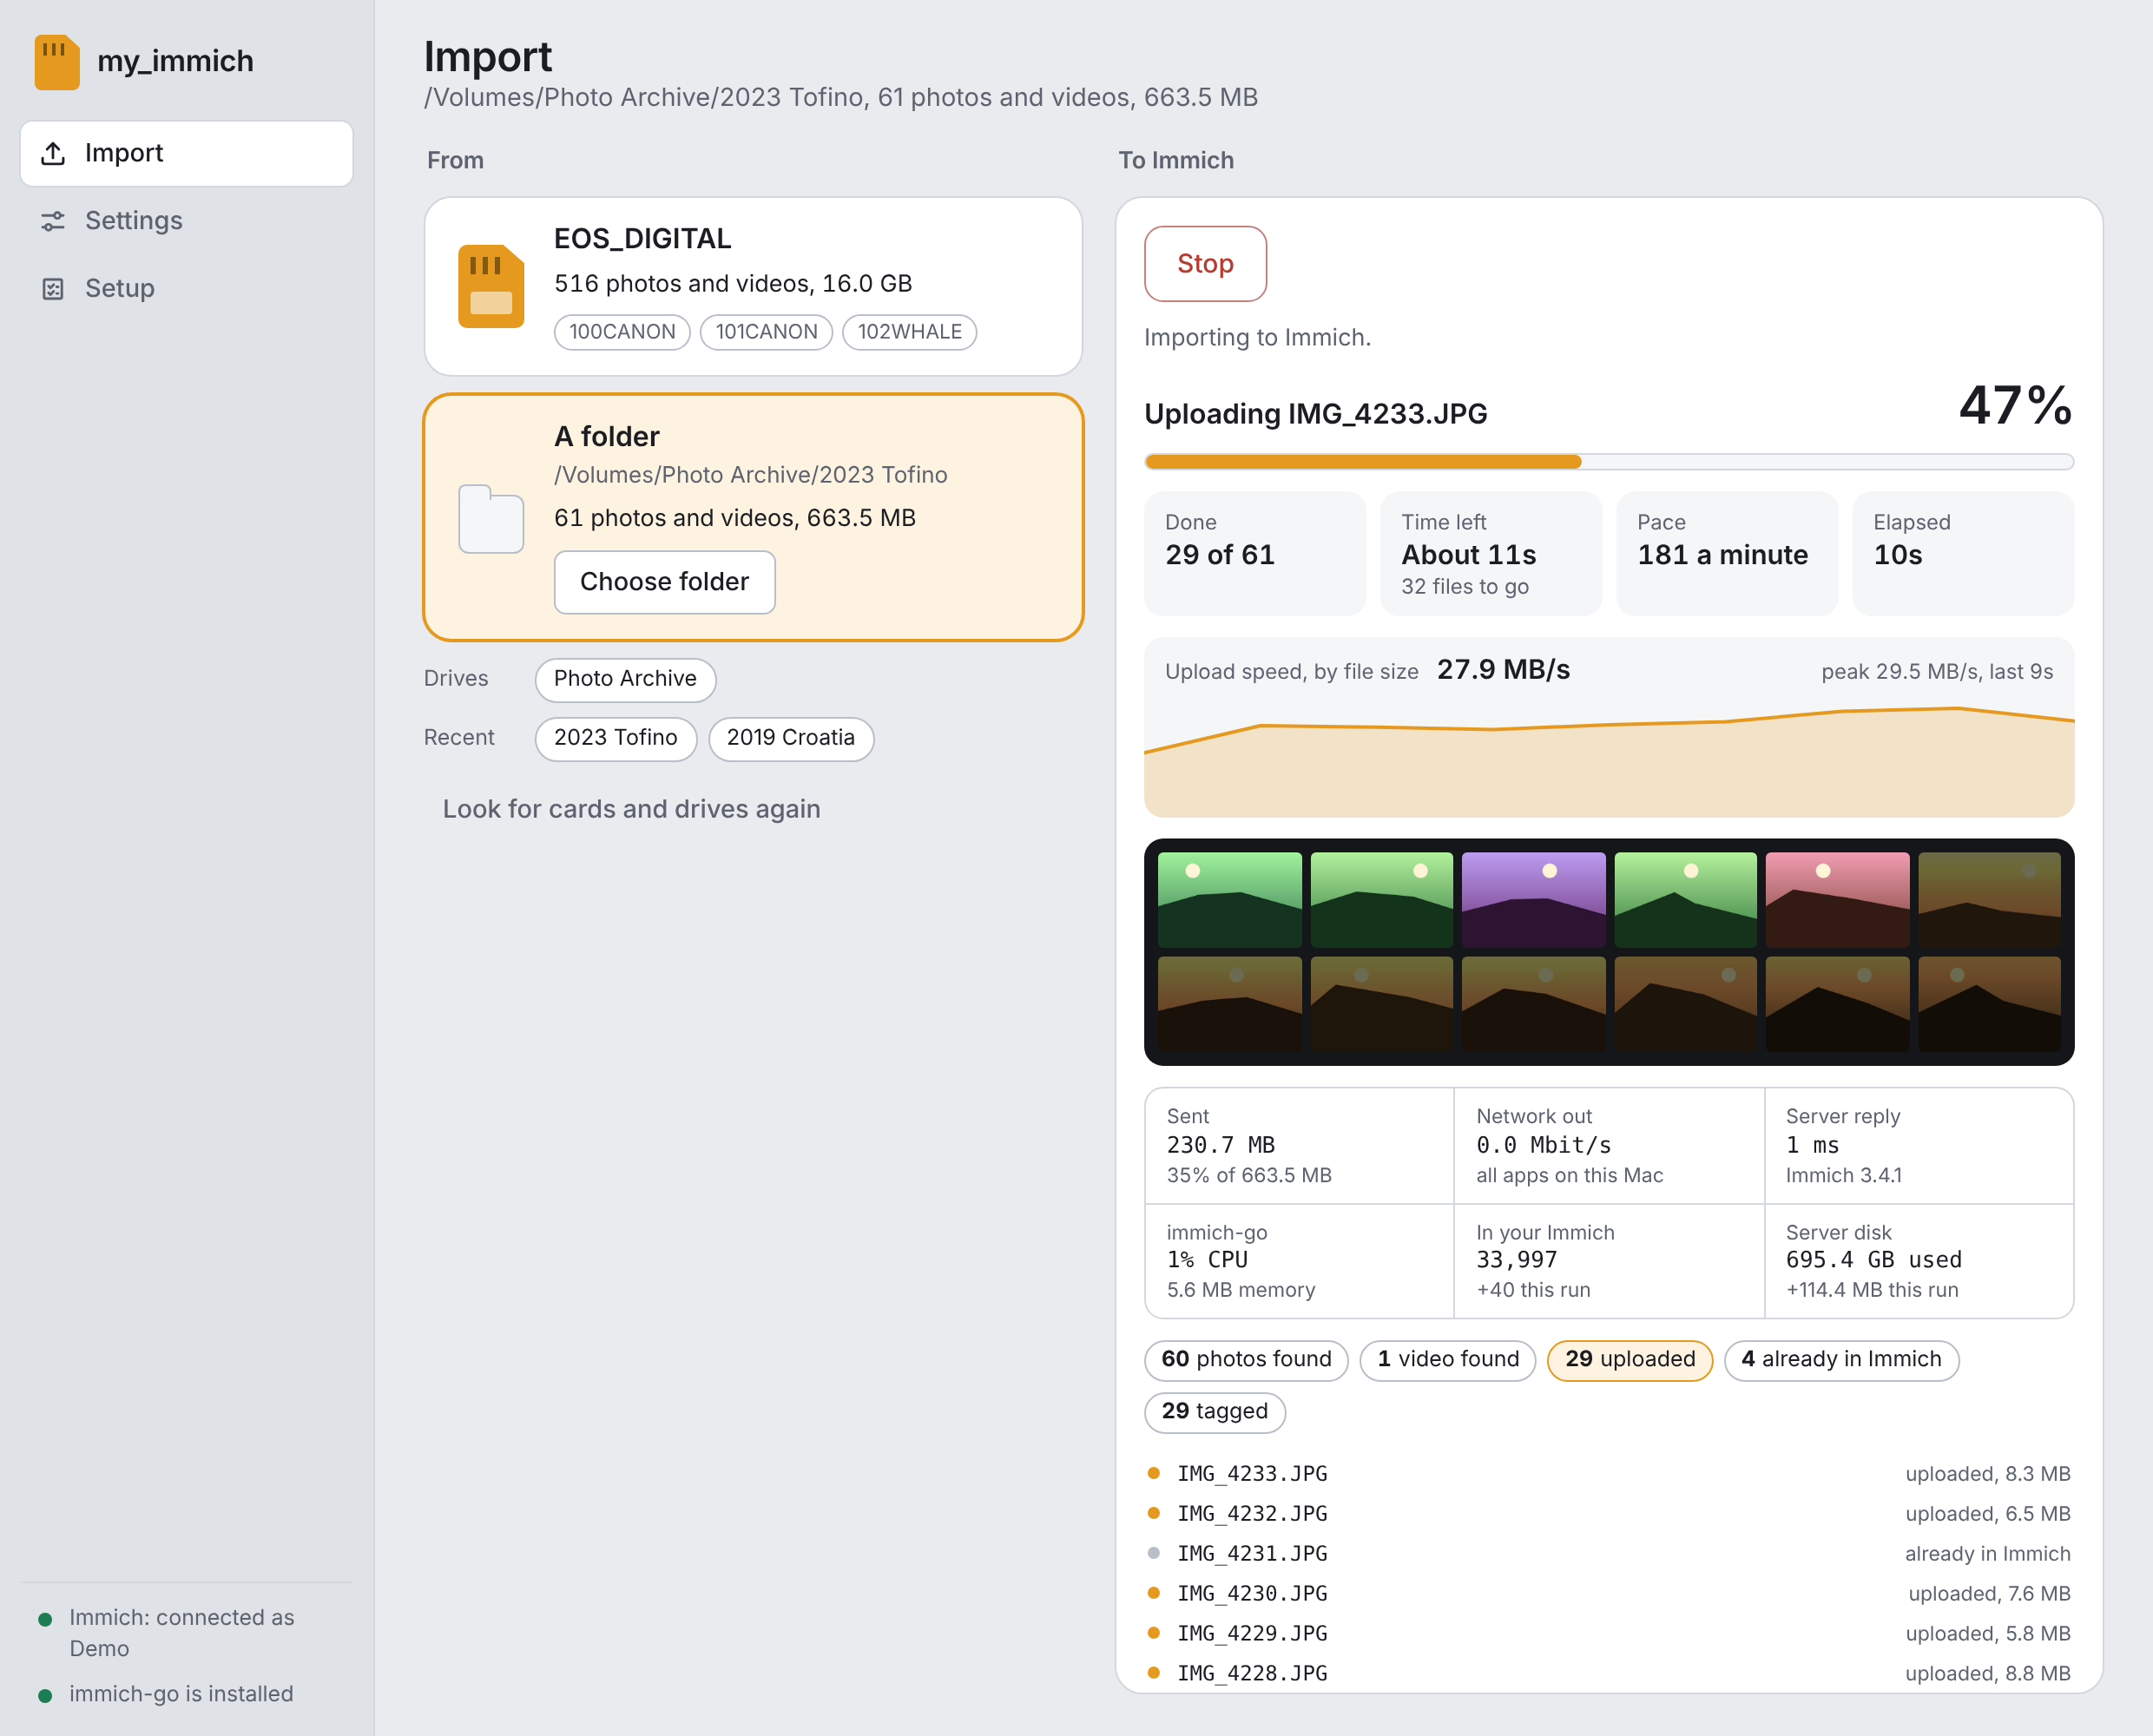 my_immich
Import
Settings
Setup
Immich: connected as
Demo
immich-go is installed
Import
/Volumes/Photo Archive/2023 Tofino, 61 photos and videos, 663.5 MB
From
EOS_DIGITAL
516 photos and videos, 16.0 GB
100CANON 101CANON 102WHALE
A folder
/Volumes/Photo Archive/2023 Tofino
61 photos and videos, 663.5 MB
Choose folder
Drives Photo Archive
Recent 2023 Tofino 2019 Croatia
Look for cards and drives again
To Immich
Stop
Importing to Immich.
Uploading IMG_4233.JPG 47%
Done Time left Pace Elapsed
29 of 61 About 11s 181 a minute 10s
32 files to go
Upload speed, by file size 27.9 MB/s peak 29.5 MB/s, last 9s
Sent Network out Server reply
230.7 MB 0.0 Mbit/s 1 ms
35% of 663.5 MB all apps on this Mac Immich 3.4.1
immich-go In your Immich Server disk
1% CPU 33,997 695.4 GB used
5.6 MB memory +40 this run +114.4 MB this run
60 photos found 1 video found 29 uploaded 4 already in Immich
29 tagged
IMG_4233.JPG uploaded, 8.3 MB
IMG_4232.JPG uploaded, 6.5 MB
IMG_4231.JPG already in Immich
IMG_4230.JPG uploaded, 7.6 MB
IMG_4229.JPG uploaded, 5.8 MB
IMG_4228.JPG uploaded, 8.8 MB